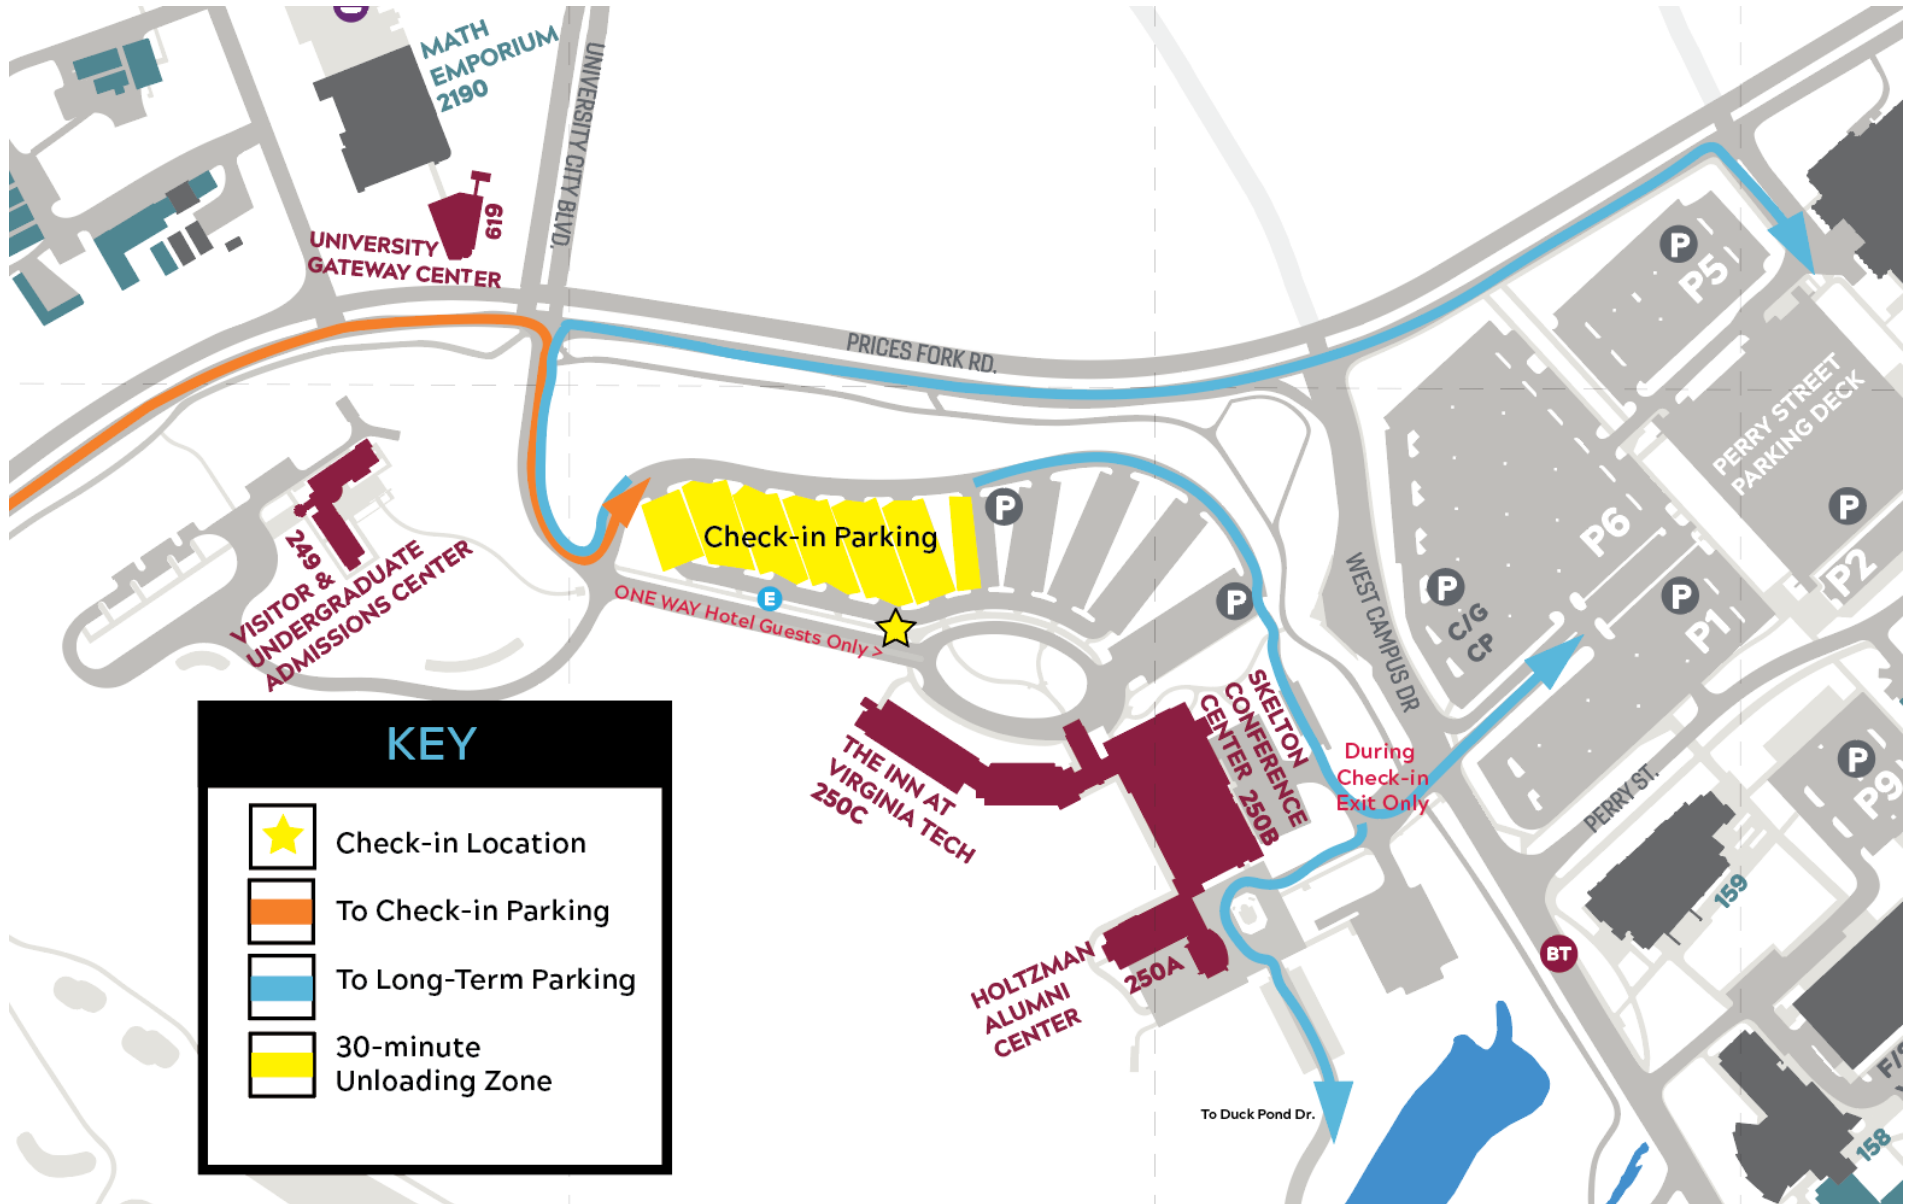 MATH
EMPORIUM
2190
UNIVERSITY CITY BLVD.
619
UNIVERSITY
GATEWAY CENTER
PRICES FORK RD.
P
P5
PERRY STREET
PARKING DECK
P
P2
P6
P
P1
P
C/G
CP
WEST CAMPUS DR
P
P
Check-in Parking
E
ONE WAY Hotel Guests Only >
249
VISITOR &
UNDERGRADUATE
ADMISSIONS CENTER
SKELTON
CONFERENCE
CENTER 250B
THE INN AT
VIRGINIA TECH
250C
During
Check-in
Exit Only
PERRY ST.
P
P9
159
BT
HOLTZMAN
ALUMNI
CENTER
250A
To Duck Pond Dr.
F/S
158
KEY
Check-in Location
To Check-in Parking
To Long-Term Parking
30-minute
Unloading Zone